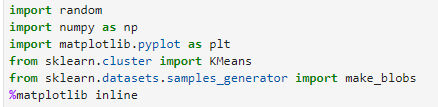 import random
import numpy as np
import matplotlib.pyplot as plt
from sklearn.cluster import KMeans
from sklearn.datasets.samples_generator import make_blobs
%matplotlib inline